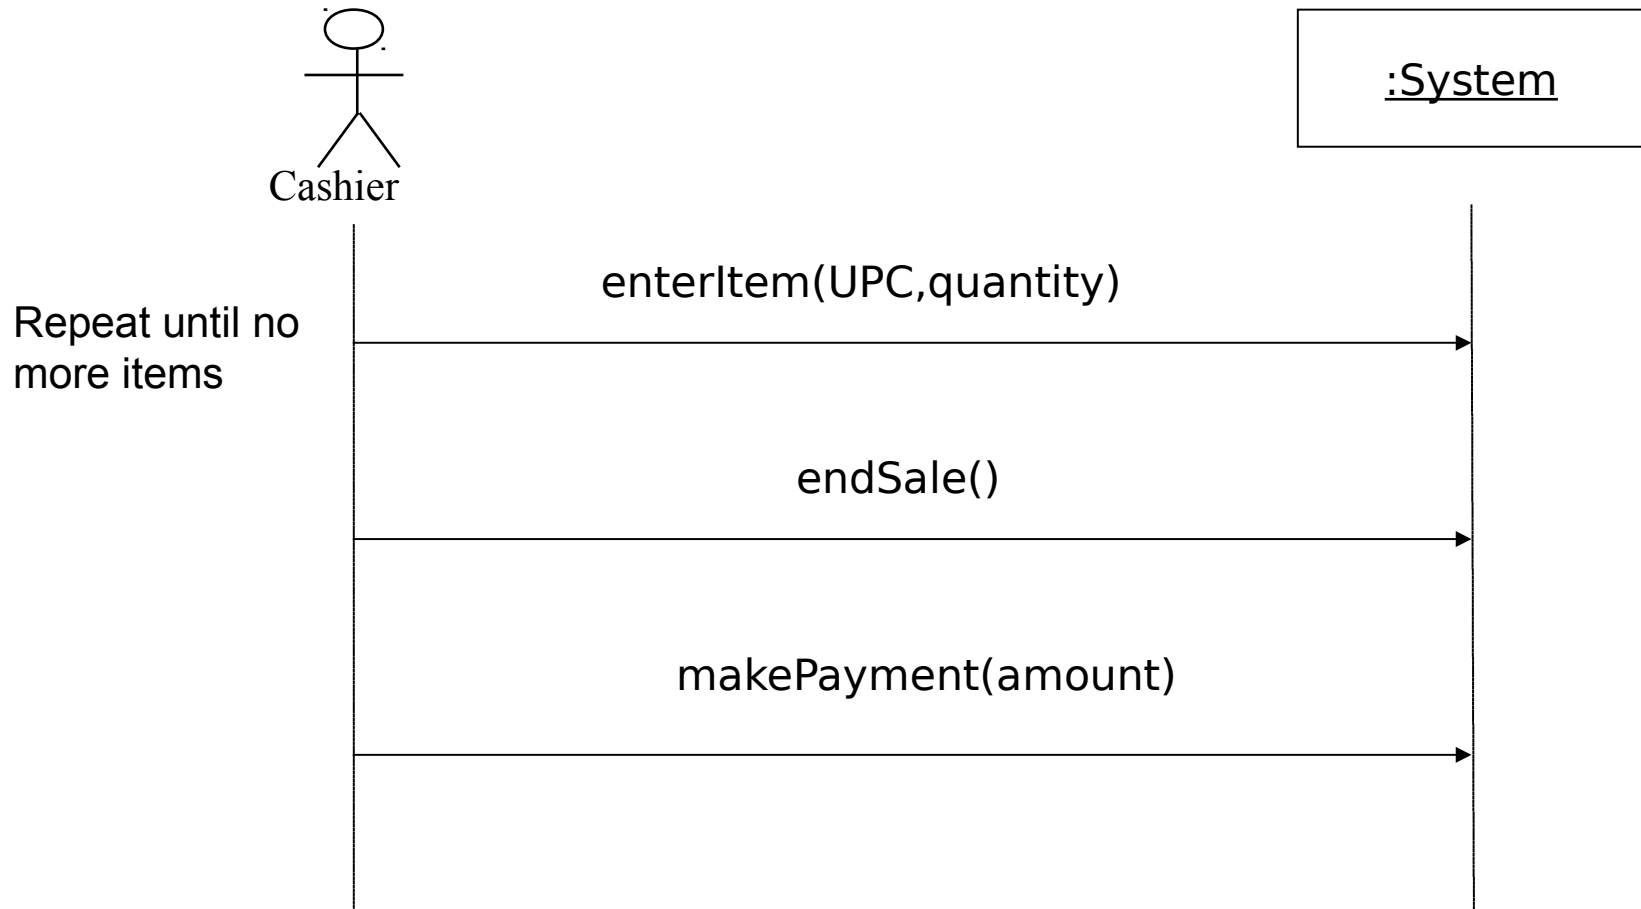 :System
Cashier
enterItem(UPC,quantity)
Repeat until no
more items
endSale()
makePayment(amount)